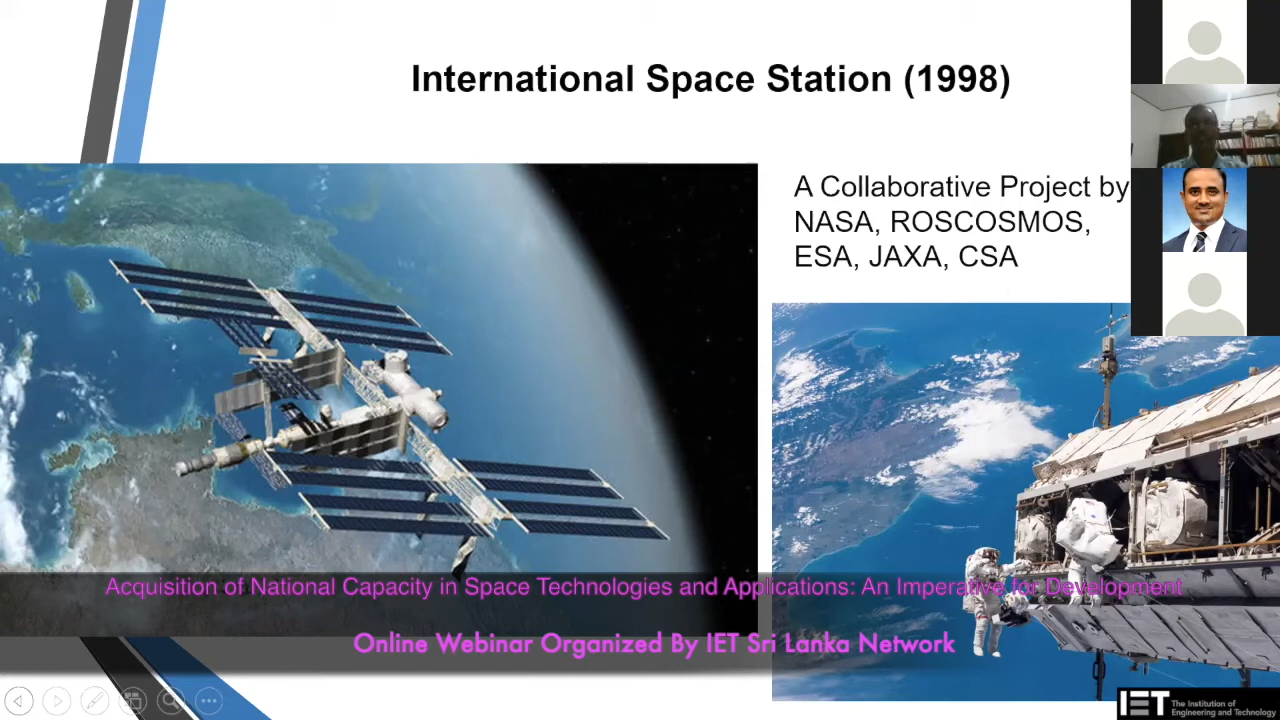 International Space Station (1998)
A Collaborative Project by
NASA, ROSCOSMOS,
ESA, JAXA, CSA
Acquisition of National Capacity in Space Technologies and Applications: An Imperative for Development
Online Webinar Organized By IET Sri Lanka Network
IET The Institution of
Engineering and Technology